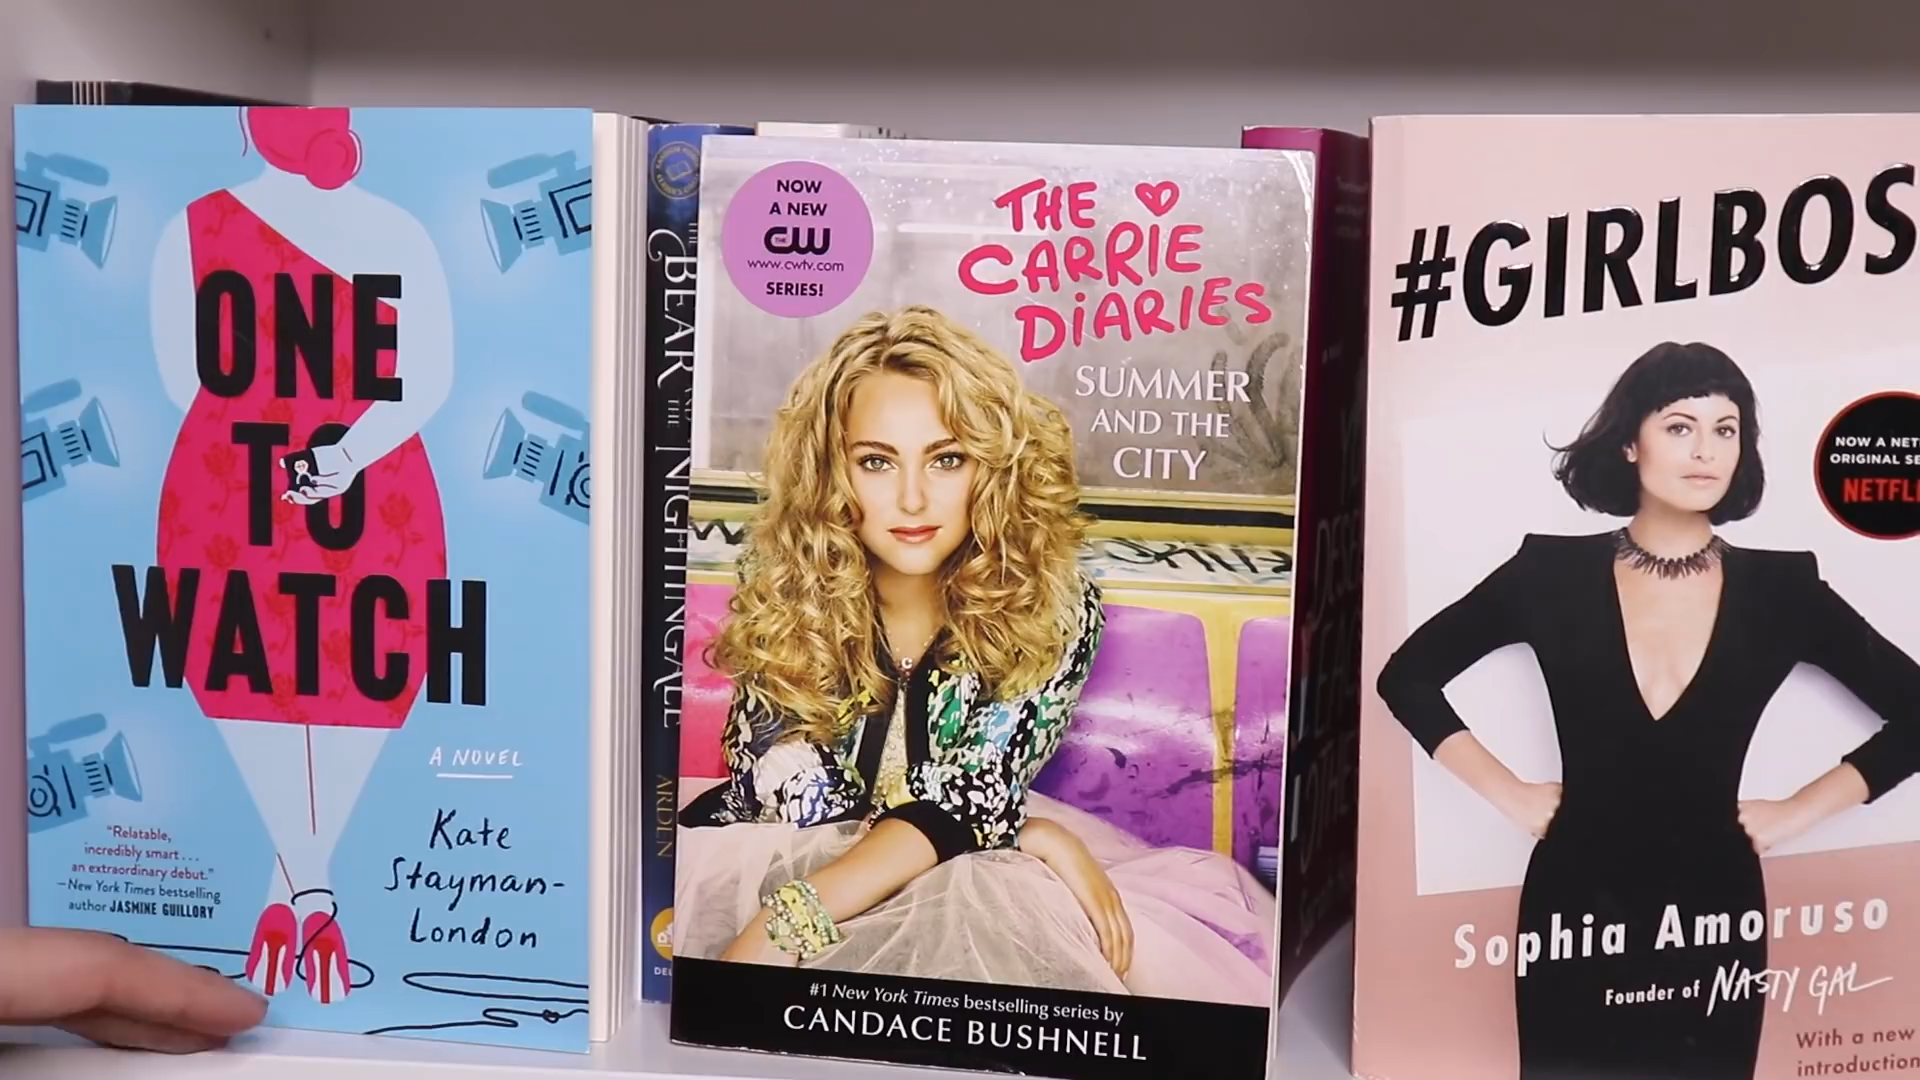 ONE
TO
WATCH
A NOVEL
Kate
Stayman-
London
"Relatable,
incredibly smart...
an extraordinary debut."
—New York Times bestselling
author JASMINE GUILLORY
THE
BEAR AND THE NIGHTINGALE
ARDEN
DEL
NOW
A NEW
THE CW
www.cwtv.com
SERIES!
THE
CARRIE
DiARIES
SUMMER
AND THE
CITY
#1 New York Times bestselling series by
CANDACE BUSHNELL
#GIRLBOS
NOW A NET
ORIGINAL SE
NETFLI
Sophia Amoruso
Founder of NASTY GAL
With a new
introduction